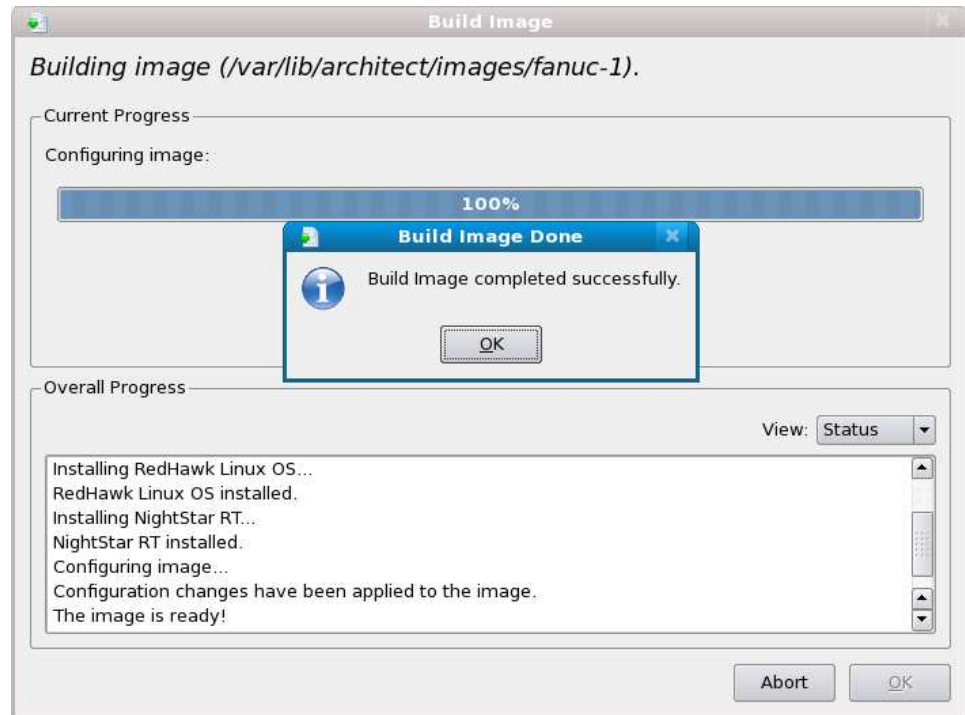 Build Image
Building image (/var/lib/architect/images/fanuc-1).
Current Progress
Configuring image:
100%
Build Image Done
Build Image completed successfully.
OK
Overall Progress
View: Status
Installing RedHawk Linux OS...
RedHawk Linux OS installed.
Installing NightStar RT...
NightStar RT installed.
Configuring image...
Configuration changes have been applied to the image.
The image is ready!
Abort OK